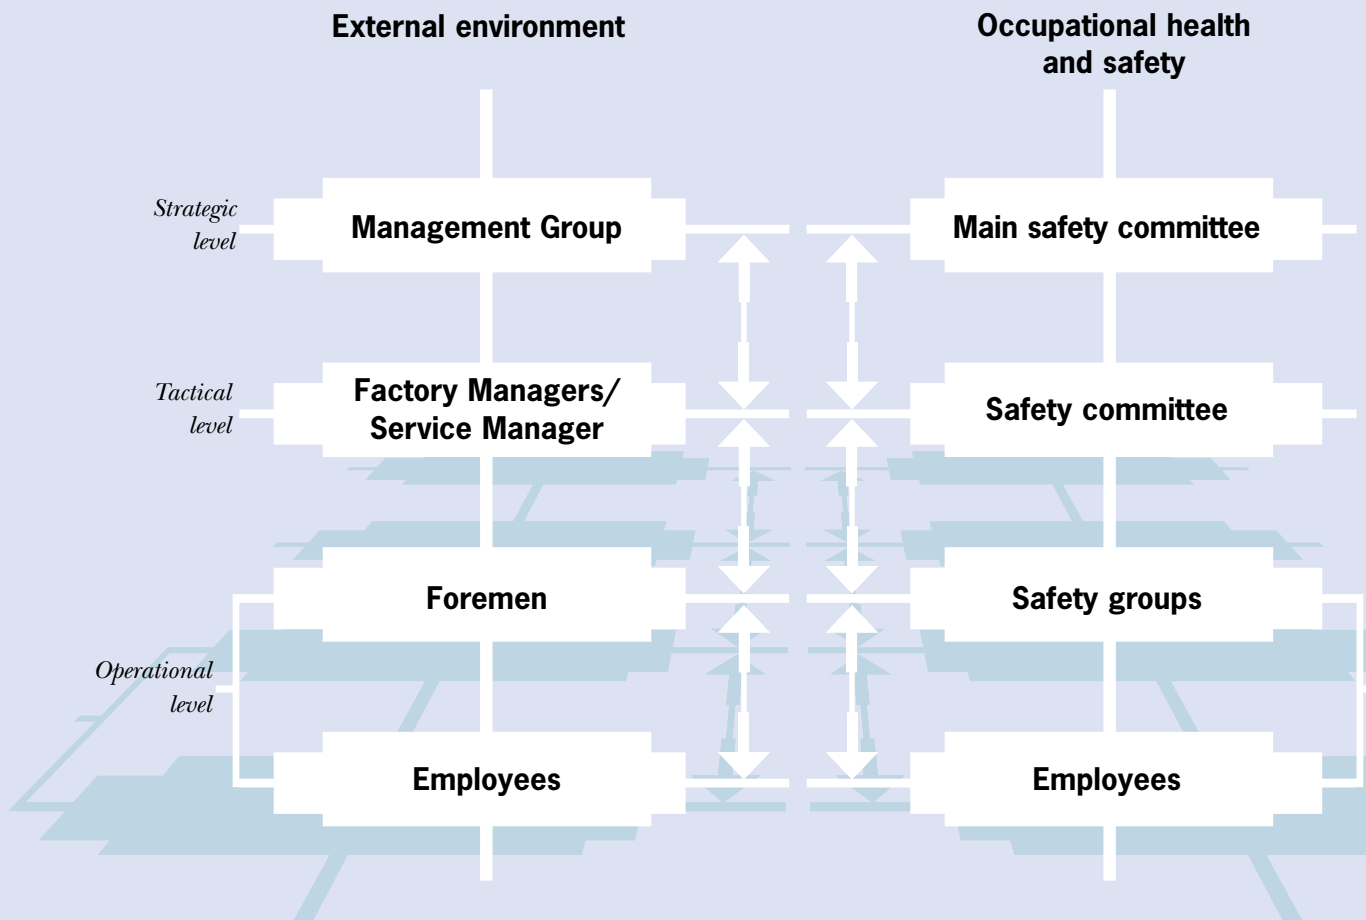 External environment
Occupational health
and safety
Strategic
level
Management Group
Main safety committee
Tactical
level
Factory Managers/
Service Manager
Safety committee
Foremen
Safety groups
Operational
level
Employees
Employees